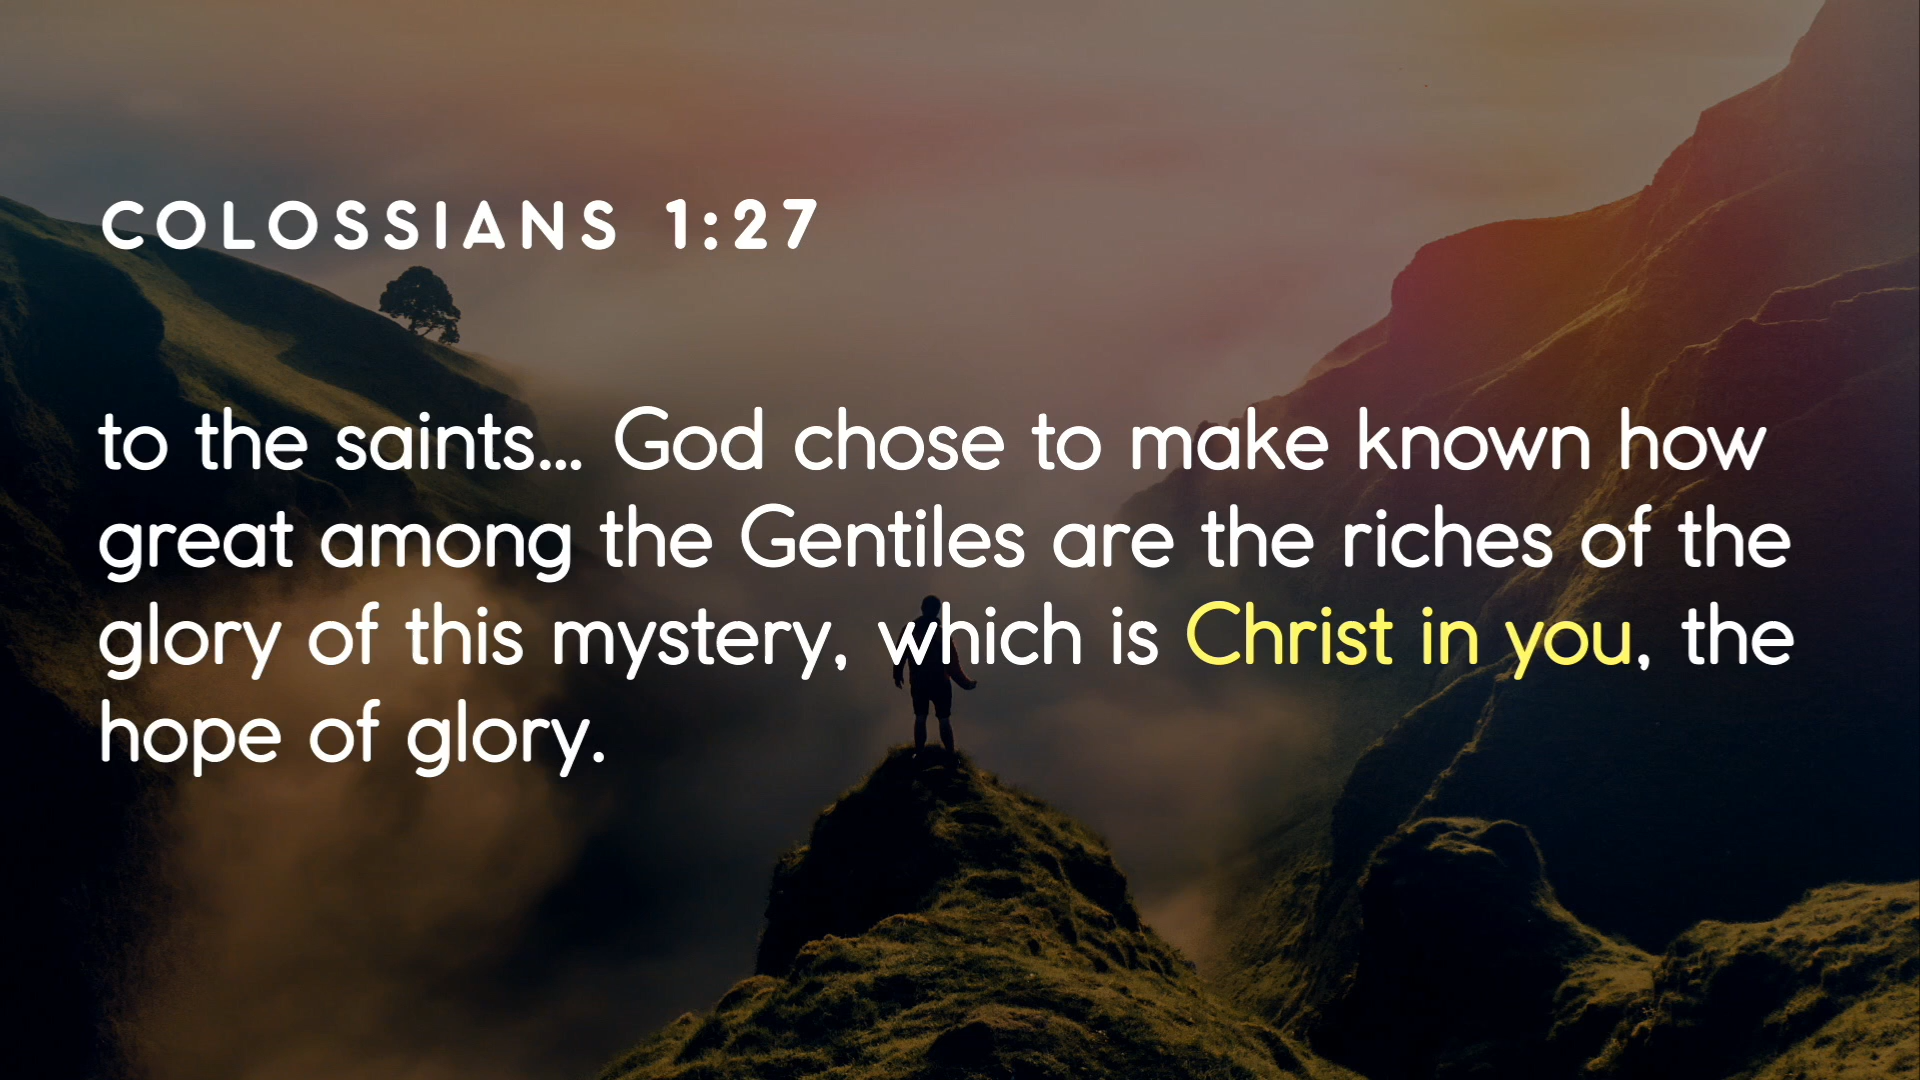 COLOSSIANS 1:27
to the saints... God chose to make known how
great among the Gentiles are the riches of the
glory of this mystery, which is Christ in you, the
hope of glory.